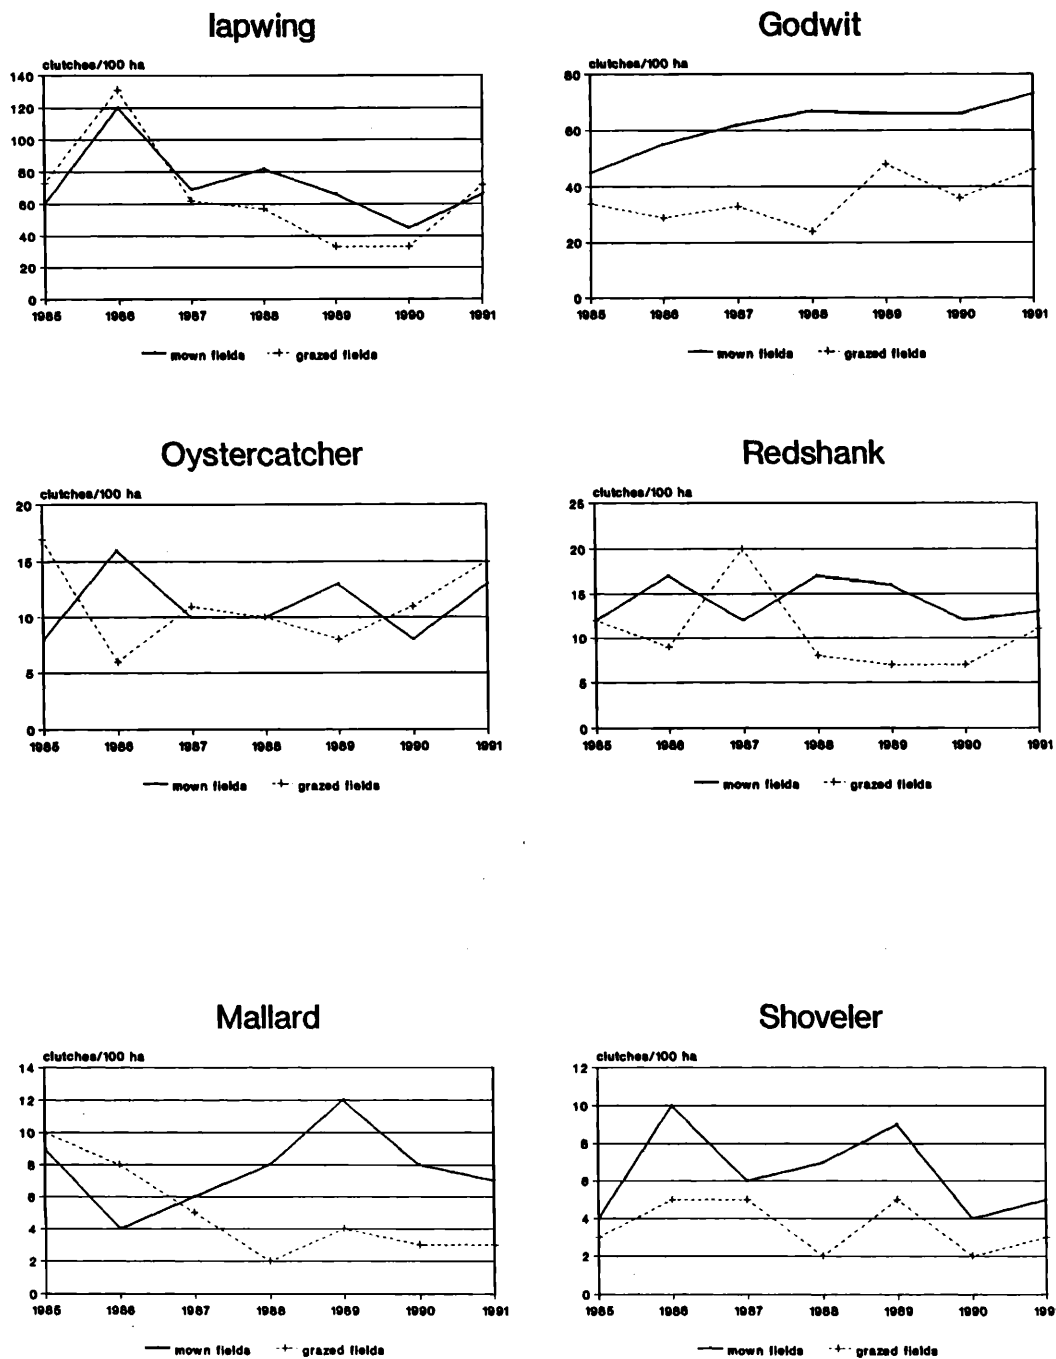 lapwing
clutches/100 ha
140
120
100
80
60
40
20
0
1985 1986 1987 1988 1989 1990 1991
mown fields grazed fields
Godwit
clutches/100 ha
80
60
40
20
0
1985 1986 1987 1988 1989 1990 1991
mown fields grazed fields
Oystercatcher
clutches/100 ha
20
15
10
5
0
1985 1986 1987 1988 1989 1990 1991
mown fields grazed fields
Redshank
clutches/100 ha
25
20
15
10
5
0
1985 1986 1987 1988 1989 1990 1991
mown fields grazed fields
Mallard
clutches/100 ha
14
12
10
8
6
4
2
0
1985 1986 1987 1988 1989 1990 1991
mown fields grazed fields
Shoveler
clutches/100 ha
12
10
8
6
4
2
0
1985 1986 1987 1988 1989 1990 199
mown fields grazed fields